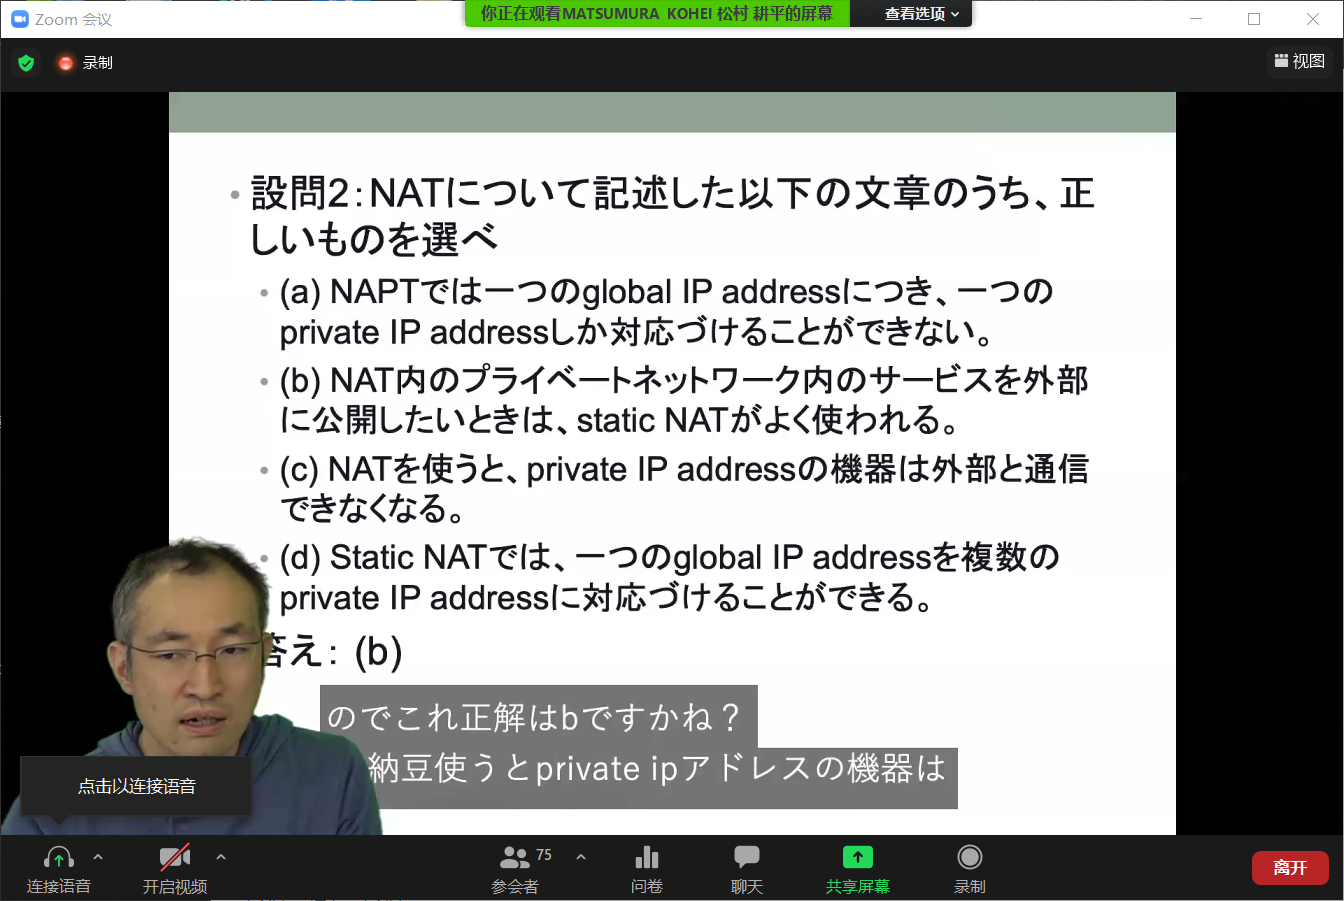 Zoom 会议
你正在观看MATSUMURA KOHEI 松村 耕平的屏幕
查看选项
录制
视图
• 設問2：NATについて記述した以下の文章のうち、正
しいものを選べ
• (a) NAPTでは一つのglobal IP addressにつき、一つの
private IP addressしか対応づけることができない。
• (b) NAT内のプライベートネットワーク内のサービスを外部
に公開したいときは、static NATがよく使われる。
• (c) NATを使うと、private IP addressの機器は外部と通信
できなくなる。
• (d) Static NATでは、一つのglobal IP addressを複数の
private IP addressに対応づけることができる。
答え： (b)
のでこれ正解はbですかね？
納豆使うとprivate ipアドレスの機器は
点击以连接语音
75
连接语音
开启视频
参会者
问卷
聊天
共享屏幕
录制
离开